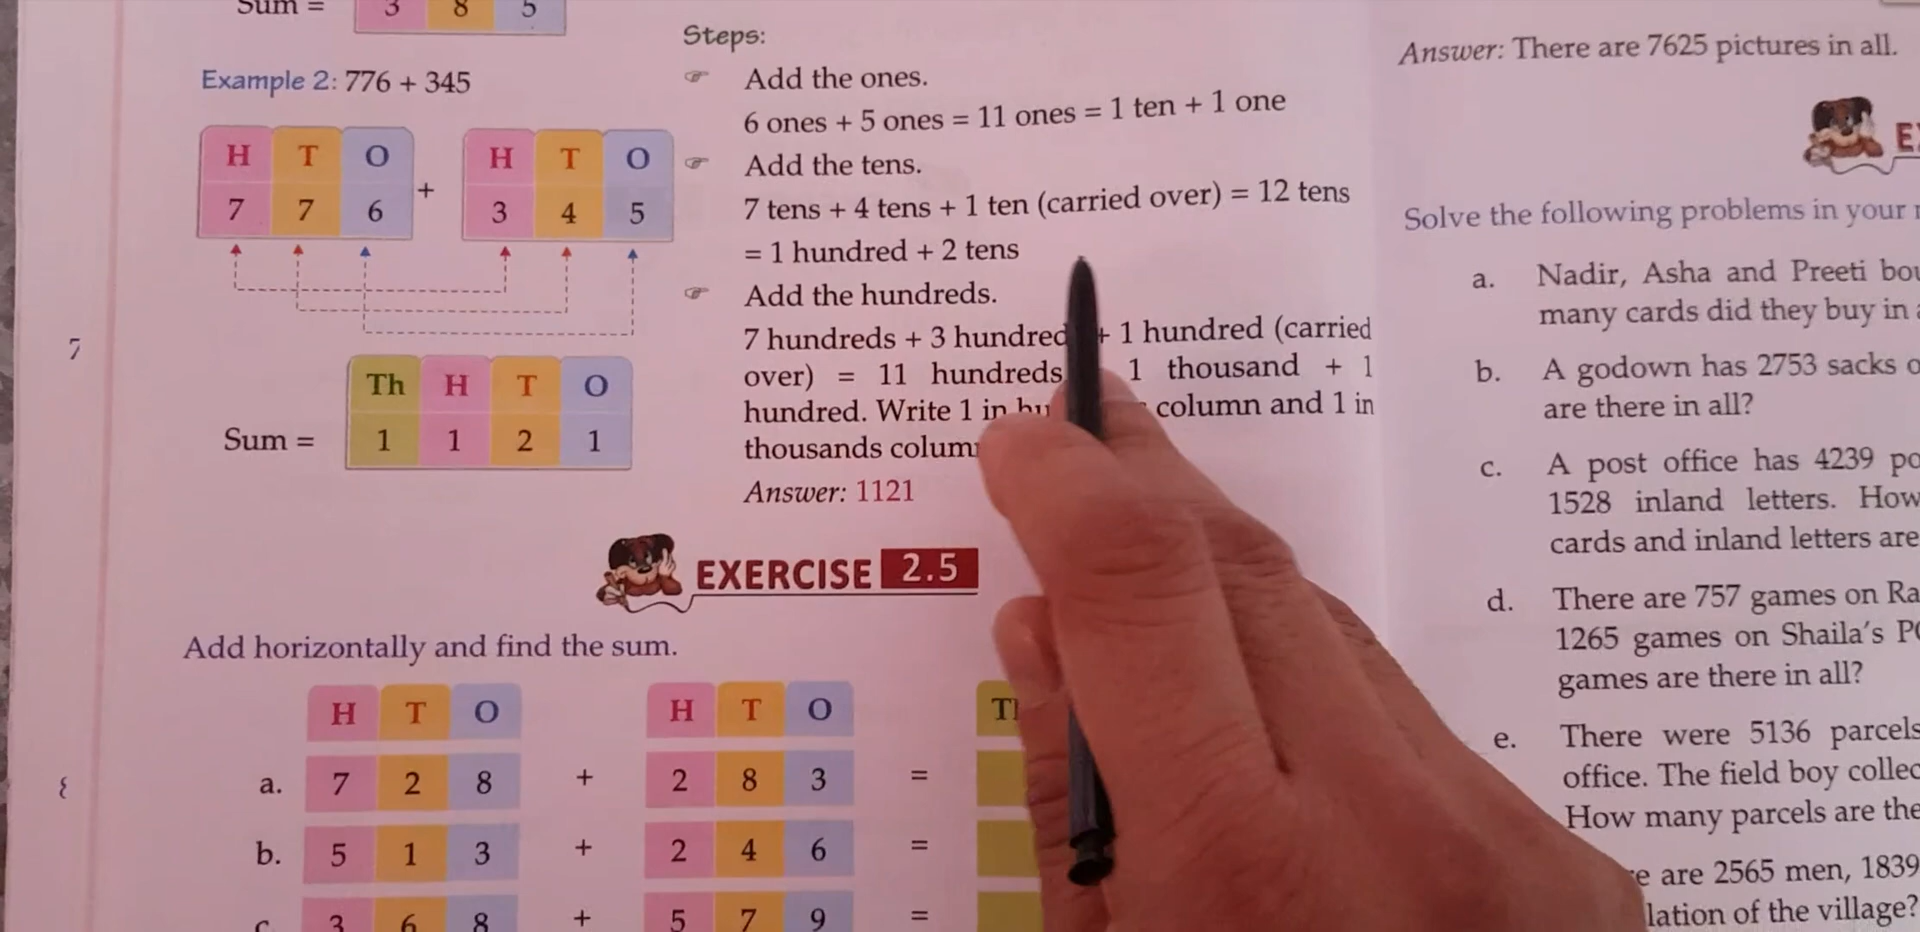 Sum = 3 8 5
Example 2: 776 + 345
H T O H T O
7 7 6 + 3 4 5
Th H T O
Sum = 1 1 2 1
Steps:
Add the ones.
6 ones + 5 ones = 11 ones = 1 ten + 1 one
Add the tens.
7 tens + 4 tens + 1 ten (carried over) = 12 tens
= 1 hundred + 2 tens
Add the hundreds.
7 hundreds + 3 hundred + 1 hundred (carried
over) = 11 hundreds 1 thousand + 1
hundred. Write 1 in column and 1 in
thousands
Answer: 1121
EXERCISE 2.5
Add horizontally and find the sum.
H T O H T O
a. 7 2 8 + 2 8 3 =
b. 5 1 3 + 2 4 6 =
c. 3 6 8 + 5 7 9 =
7
Answer: There are 7625 pictures in all.
Solve the following problems in your
a. Nadir, Asha and Preeti
many cards did they buy in
b. A godown has 2753 sacks
are there in all?
c. A post office has 4239
1528 inland letters. How
cards and inland letters are
d. There are 757 games on
1265 games on Shaila's
games are there in all?
e. There were 5136 parcels
office. The field boy
How many parcels are
are 2565 men, 1839
of the village?